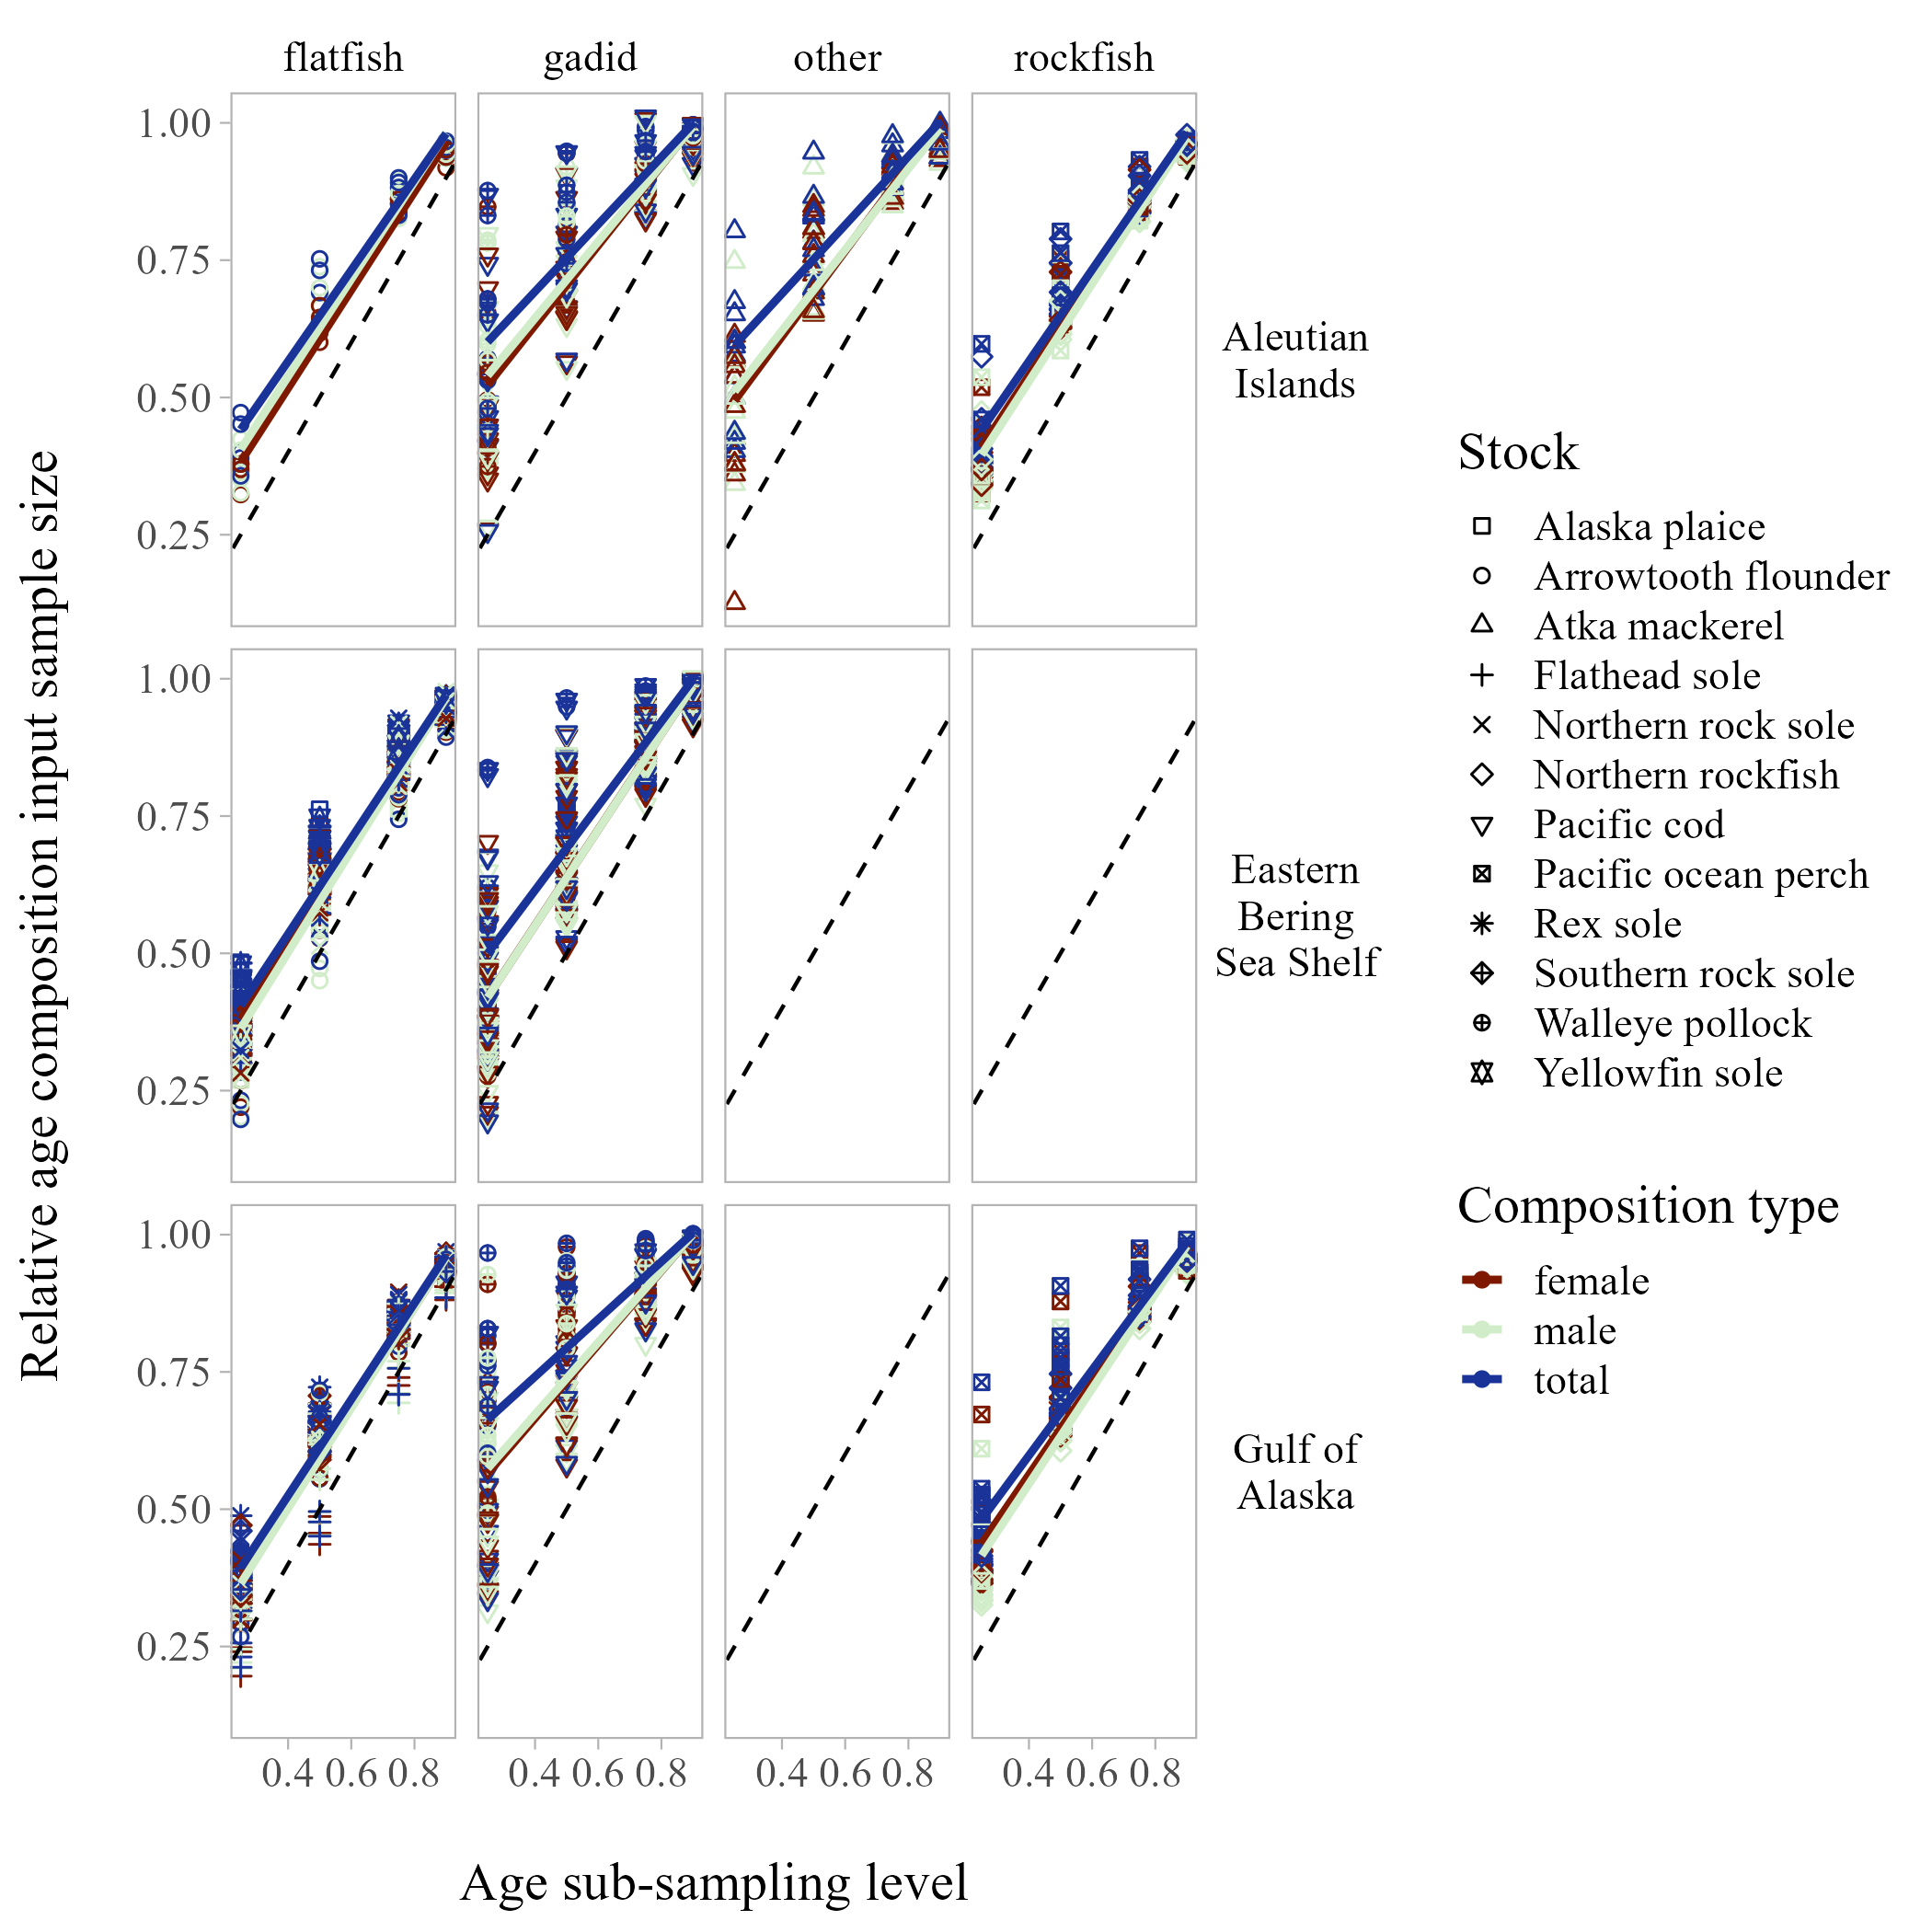 flatfish gadid other rockfish
1.00
0.75
0.50
0.25
Aleutian
Islands
1.00
0.75
0.50
0.25
Eastern
Bering
Sea Shelf
1.00
0.75
0.50
0.25
Gulf of
Alaska
0.4 0.6 0.8 0.4 0.6 0.8 0.4 0.6 0.8 0.4 0.6 0.8
Age sub-sampling level
Relative age composition input sample size
Stock
Alaska plaice
Arrowtooth flounder
Atka mackerel
Flathead sole
Northern rock sole
Northern rockfish
Pacific cod
Pacific ocean perch
Rex sole
Southern rock sole
Walleye pollock
Yellowfin sole
Composition type
female
male
total